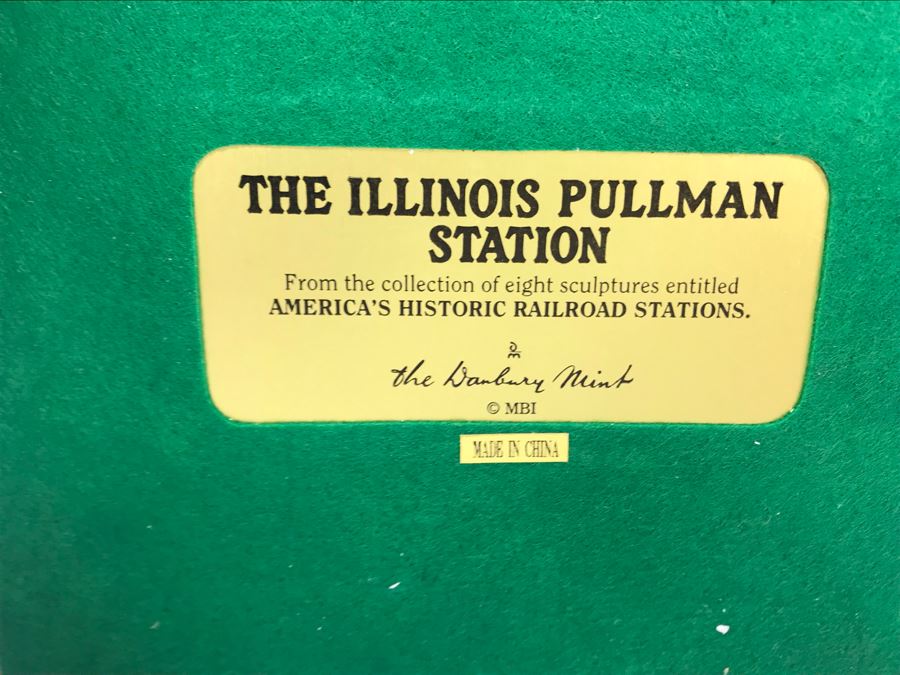 THE ILLINOIS PULLMAN
STATION
From the collection of eight sculptures entitled
AMERICA'S HISTORIC RAILROAD STATIONS.
DM
the Danbury Mint
© MBI
MADE IN CHINA